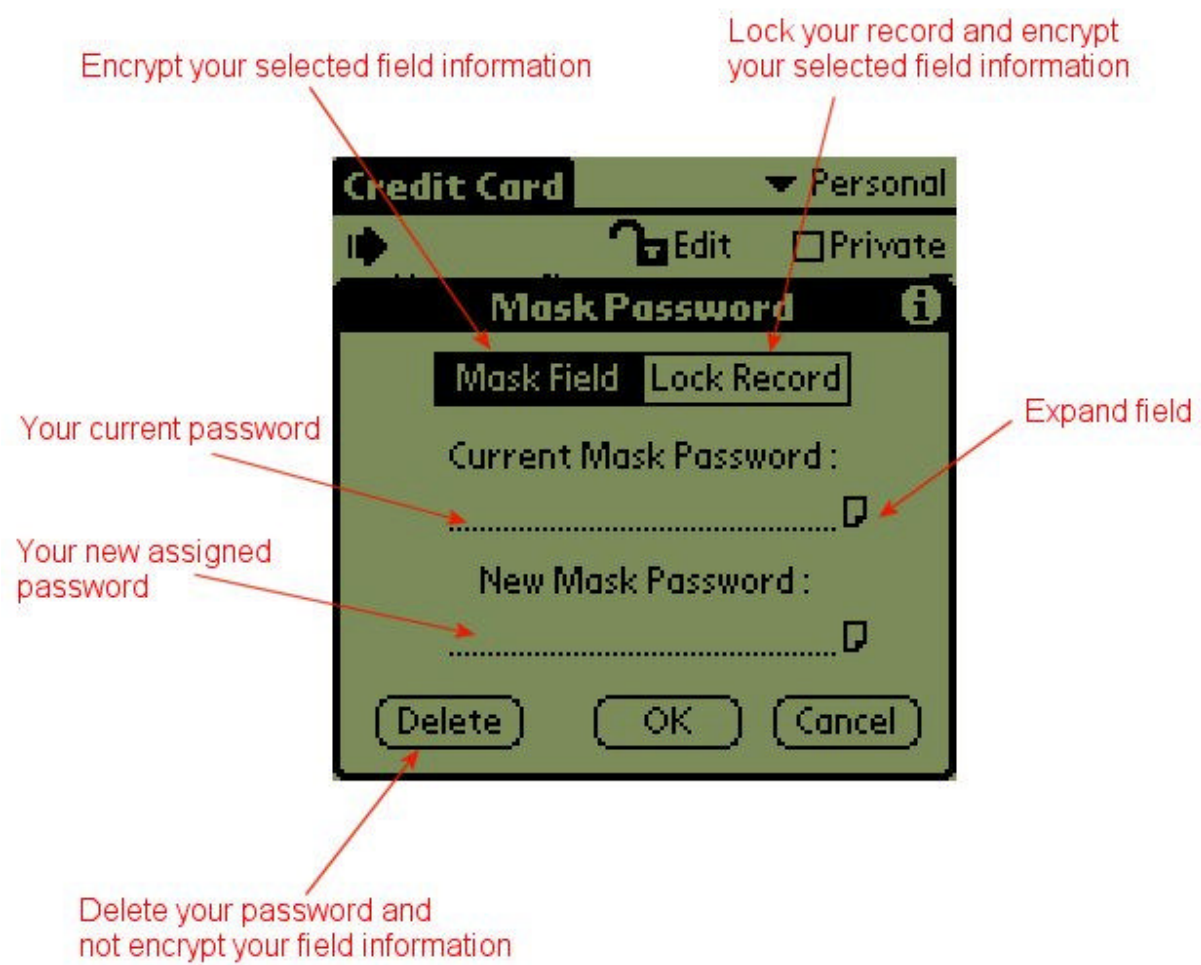 Encrypt your selected field information
Lock your record and encrypt
your selected field information
Credit Card
Personal
Edit
Private
Mask Password
Mask Field
Lock Record
Your current password
Current Mask Password :
Expand field
Your new assigned
password
New Mask Password :
Delete
OK
Cancel
Delete your password and
not encrypt your field information